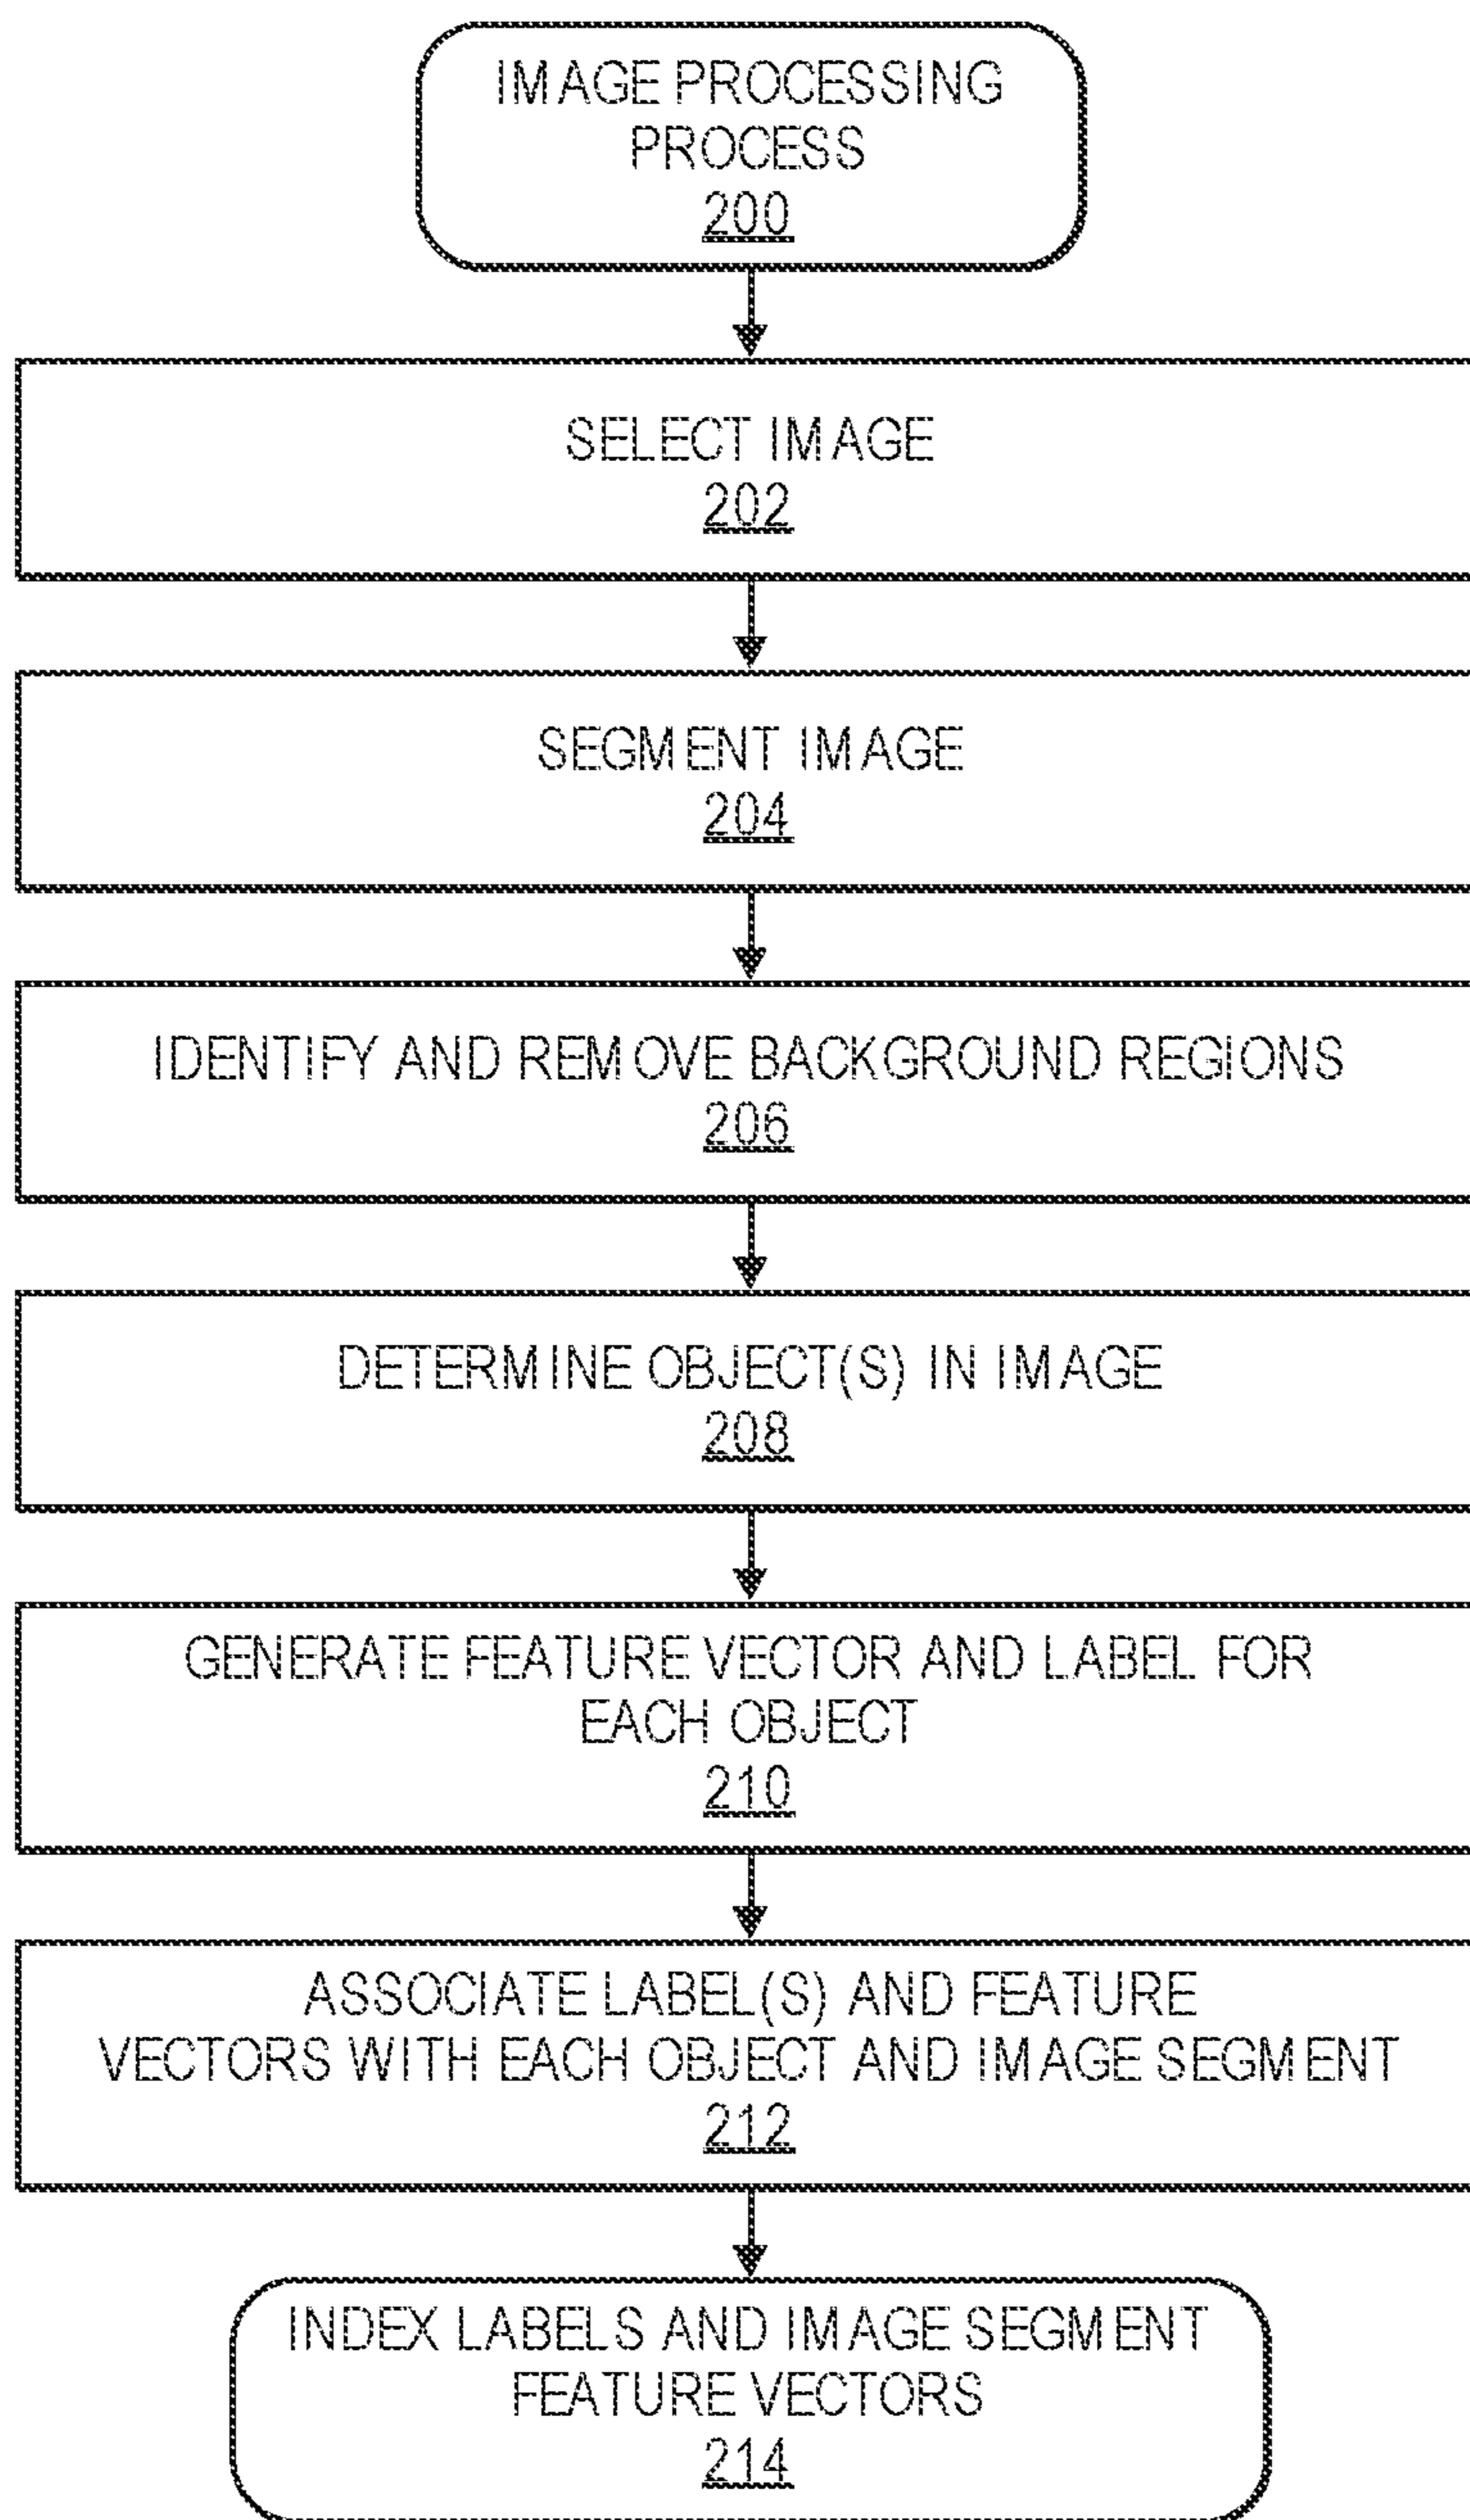 IMAGE PROCESSING
PROCESS
200
SELECT IMAGE
202
SEGMENT IMAGE
204
IDENTIFY AND REMOVE BACKGROUND REGIONS
206
DETERMINE OBJECT(S) IN IMAGE
208
GENERATE FEATURE VECTOR AND LABEL FOR
EACH OBJECT
210
ASSOCIATE LABEL(S) AND FEATURE
VECTORS WITH EACH OBJECT AND IMAGE SEGMENT
212
INDEX LABELS AND IMAGE SEGMENT
FEATURE VECTORS
214